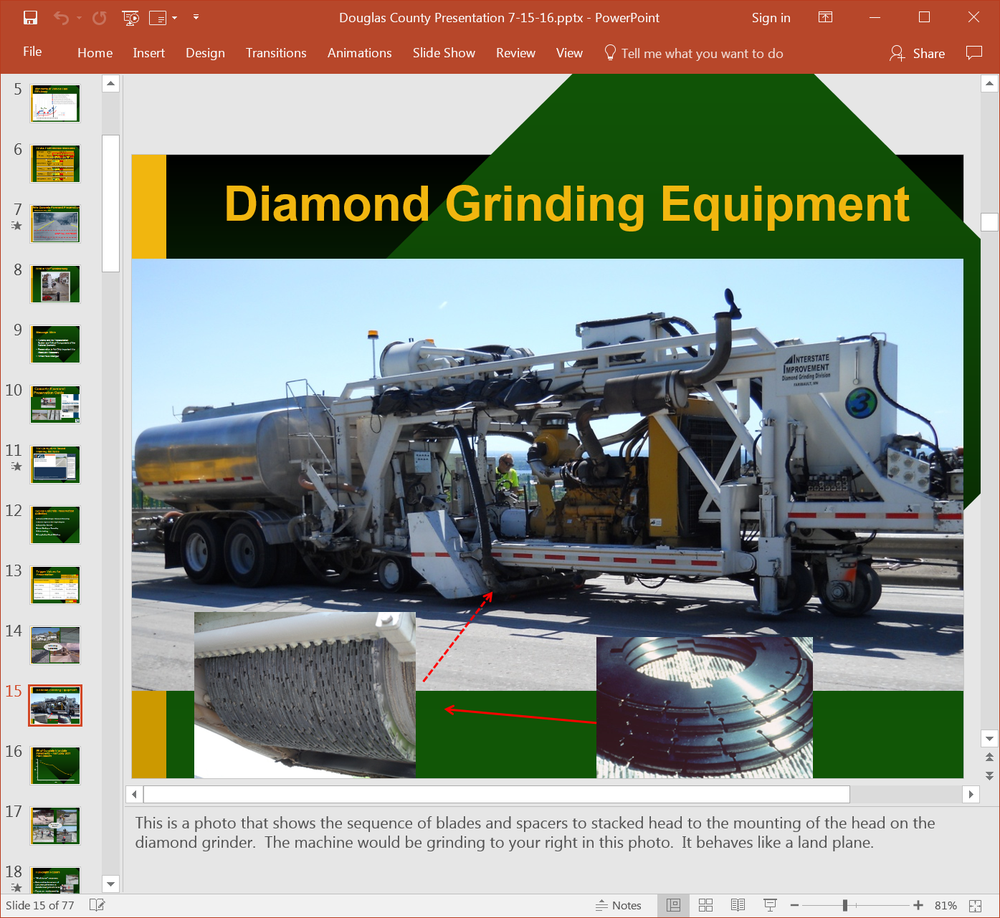 Douglas County Presentation 7-15-16.pptx - PowerPoint
Sign in
File
Home
Insert
Design
Transitions
Animations
Slide Show
Review
View
Tell me what you want to do
Share
5
6
7
8
9
10
11
12
13
14
15
16
17
18
Diamond Grinding Equipment
INTERSTATE
IMPROVEMENT
Diamond Grinding Division
FARIBAULT, MN
3
This is a photo that shows the sequence of blades and spacers to stacked head to the mounting of the head on the
diamond grinder.  The machine would be grinding to your right in this photo.  It behaves like a land plane.
Slide 15 of 77
Notes
81%